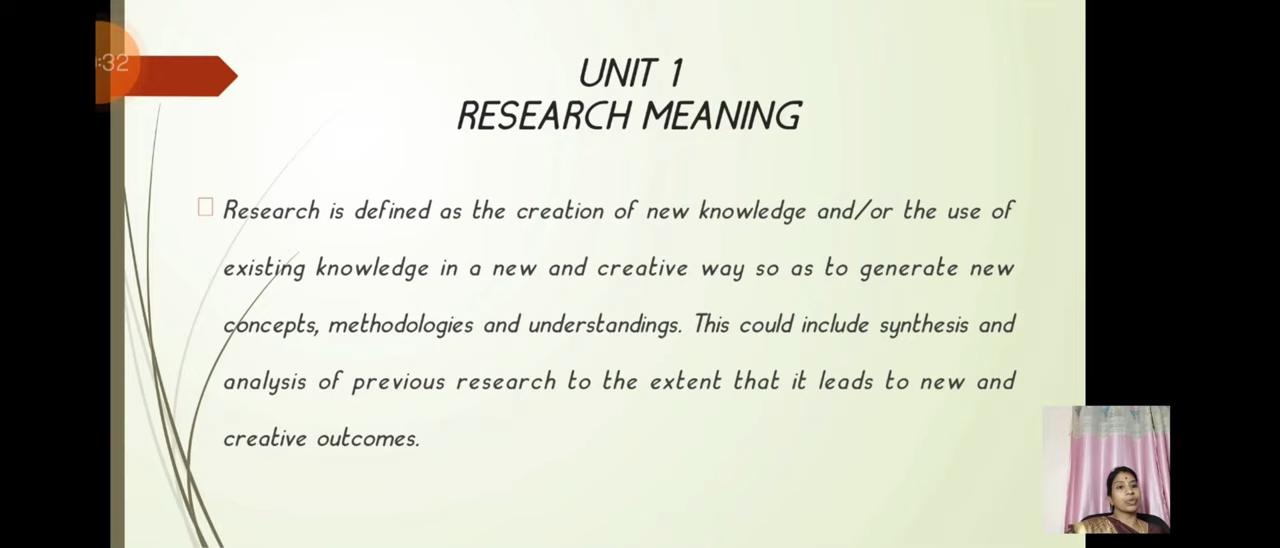 :32
UNIT 1
RESEARCH MEANING
Research is defined as the creation of new knowledge and/or the use of
existing knowledge in a new and creative way so as to generate new
concepts, methodologies and understandings. This could include synthesis and
analysis of previous research to the extent that it leads to new and
creative outcomes.